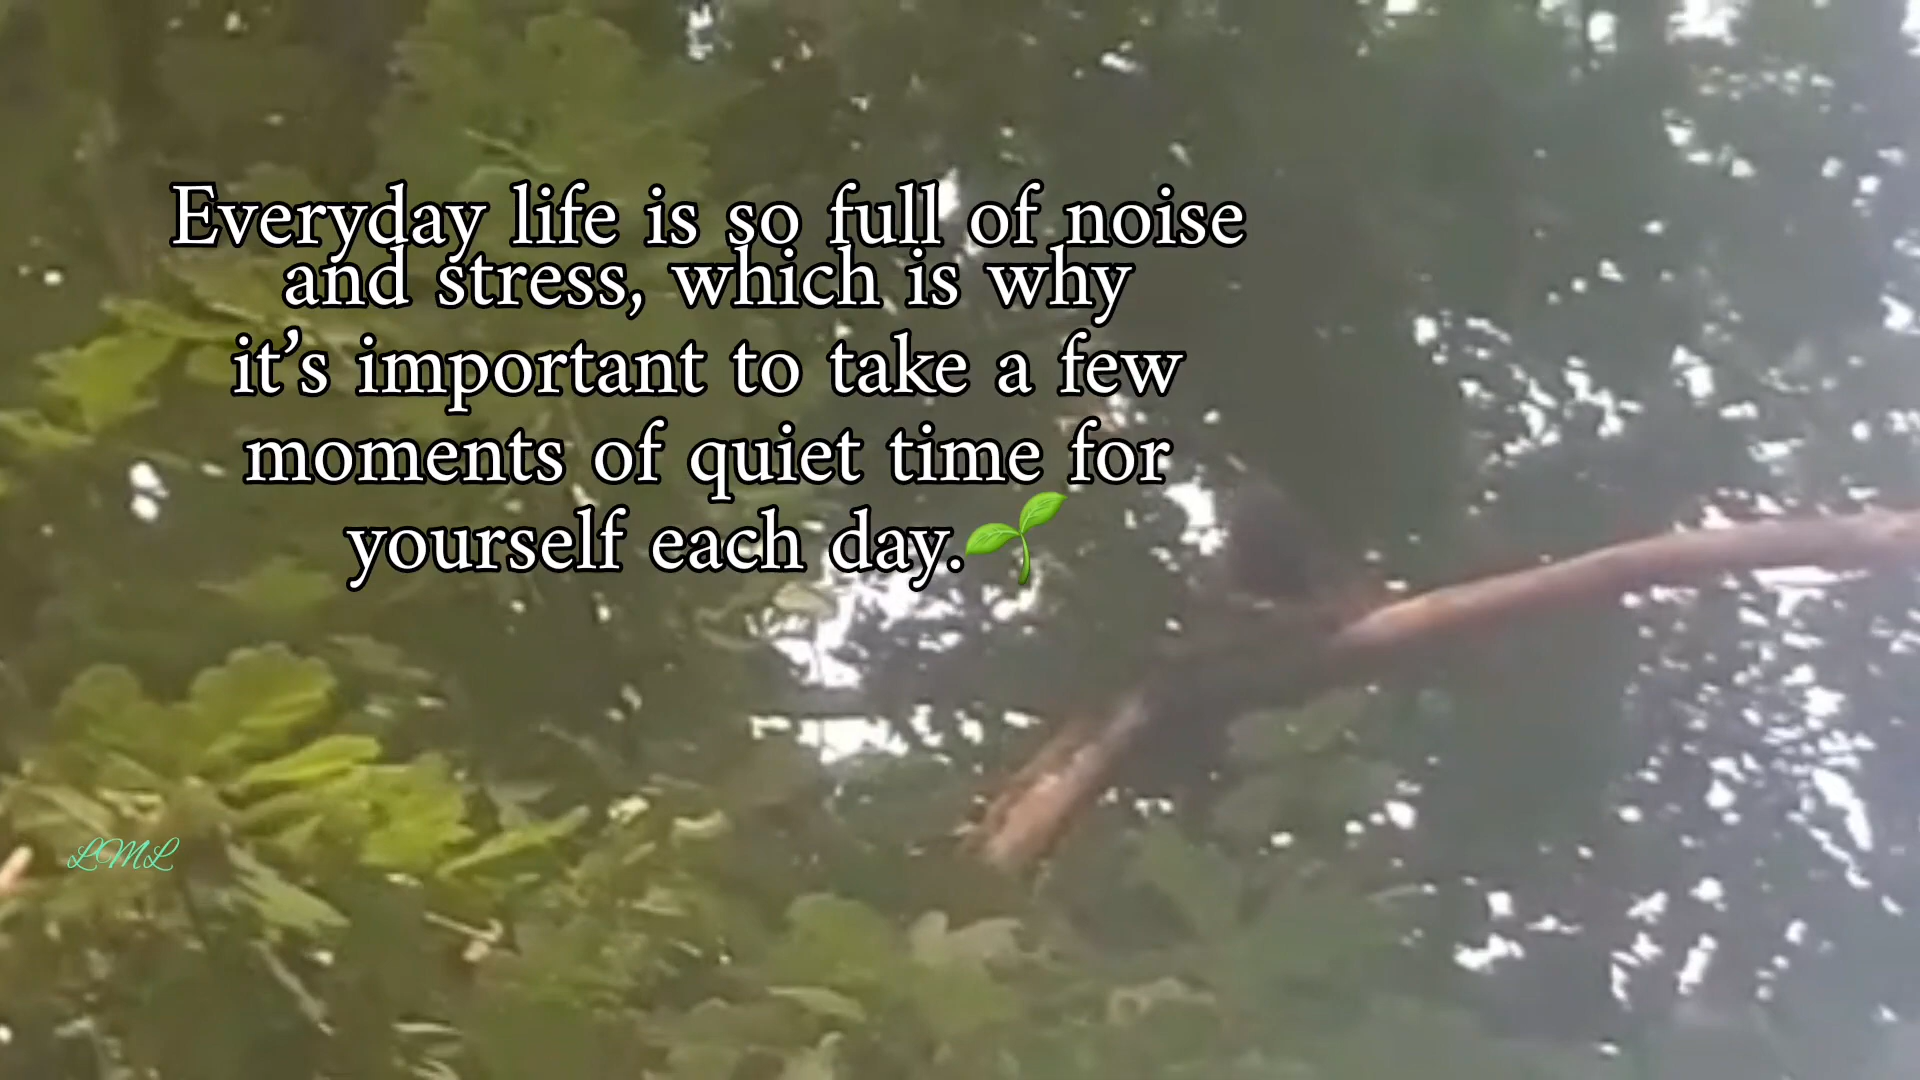 Everyday life is so full of noise
and stress, which is why
it’s important to take a few
moments of quiet time for
yourself each day.🌱
LML